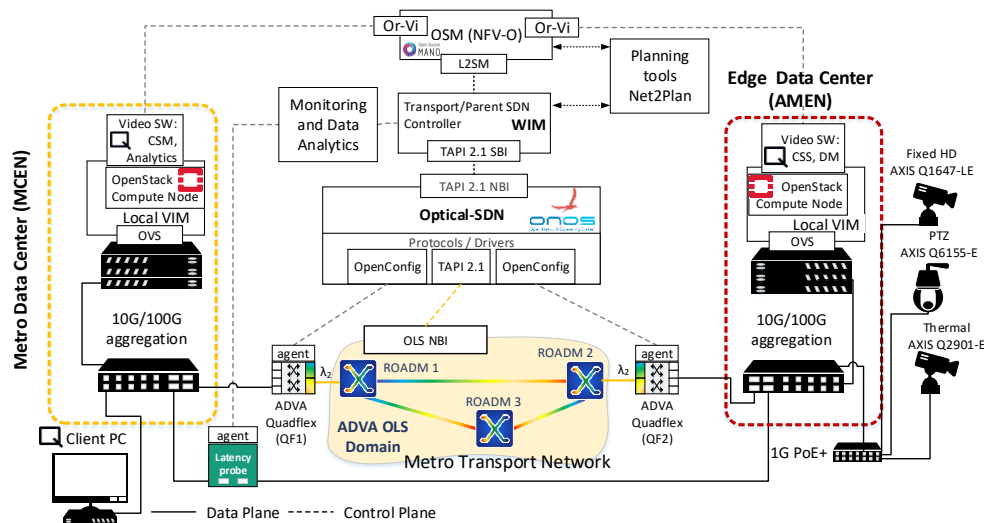 Or-Vi
Or-Vi
OSM (NFV-O)
Open Source
MANO
L2SM
Planning
tools
Net2Plan
Monitoring
and Data
Analytics
Transport/Parent SDN
Controller
WIM
TAPI 2.1 SBI
TAPI 2.1 NBI
Optical-SDN
onos
Protocols / Drivers
OpenConfig
TAPI 2.1
OpenConfig
Metro Data Center (MCEN)
Video SW:
CSM,
Analytics
OpenStack
Compute Node
Local VIM
OVS
10G/100G
aggregation
Client PC
Edge Data Center
(AMEN)
Video SW:
CSS, DM
OpenStack
Compute Node
Local VIM
OVS
10G/100G
aggregation
Fixed HD
AXIS Q1647-LE
PTZ
AXIS Q6155-E
Thermal
AXIS Q2901-E
1G PoE+
OLS NBI
agent
λ2
ROADM 1
ROADM 2
λ2
agent
ROADM 3
ADVA
Quadflex
(QF1)
ADVA OLS
Domain
ADVA
Quadflex
(QF2)
Metro Transport Network
agent
Latency
probe
Data Plane
Control Plane